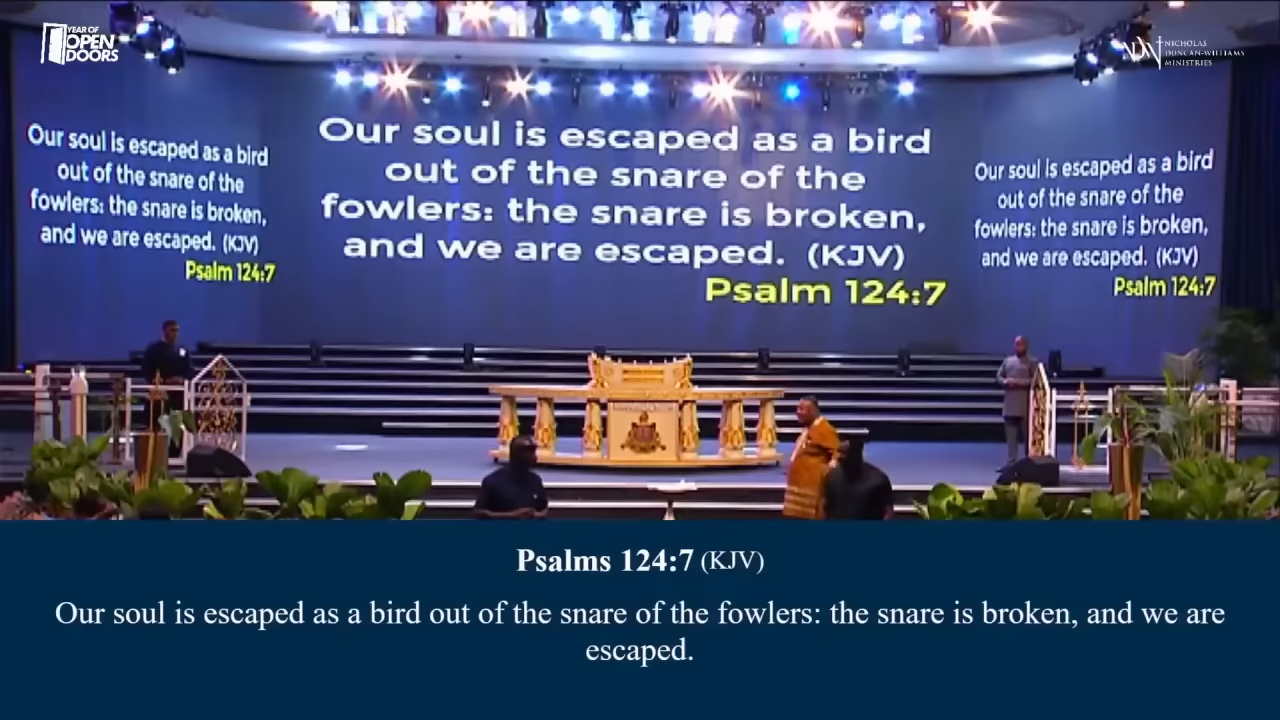 YEAR OF
OPEN
DOORS
NICHOLAS
DUNCAN-WILLIAMS
MINISTRIES
Our soul is escaped as a bird
out of the snare of the
fowlers: the snare is broken,
and we are escaped. (KJV)
Psalm 124:7
Our soul is escaped as a bird
out of the snare of the
fowlers: the snare is broken,
and we are escaped. (KJV)
Psalm 124:7
Our soul is escaped as a bird
out of the snare of the
fowlers: the snare is broken,
and we are escaped. (KJV)
Psalm 124:7
Psalms 124:7 (KJV)
Our soul is escaped as a bird out of the snare of the fowlers: the snare is broken, and we are
escaped.